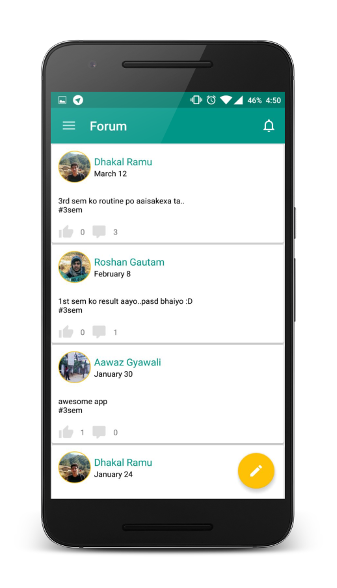 46% 4:50
Forum
Dhakal Ramu
March 12
3rd sem ko routine po aaisakexa ta..
#3sem
0 3
Roshan Gautam
February 8
1st sem ko result aayo..pasd bhaiyo :D
#3sem
0 1
Aawaz Gyawali
January 30
awesome app
#3sem
1 0
Dhakal Ramu
January 24